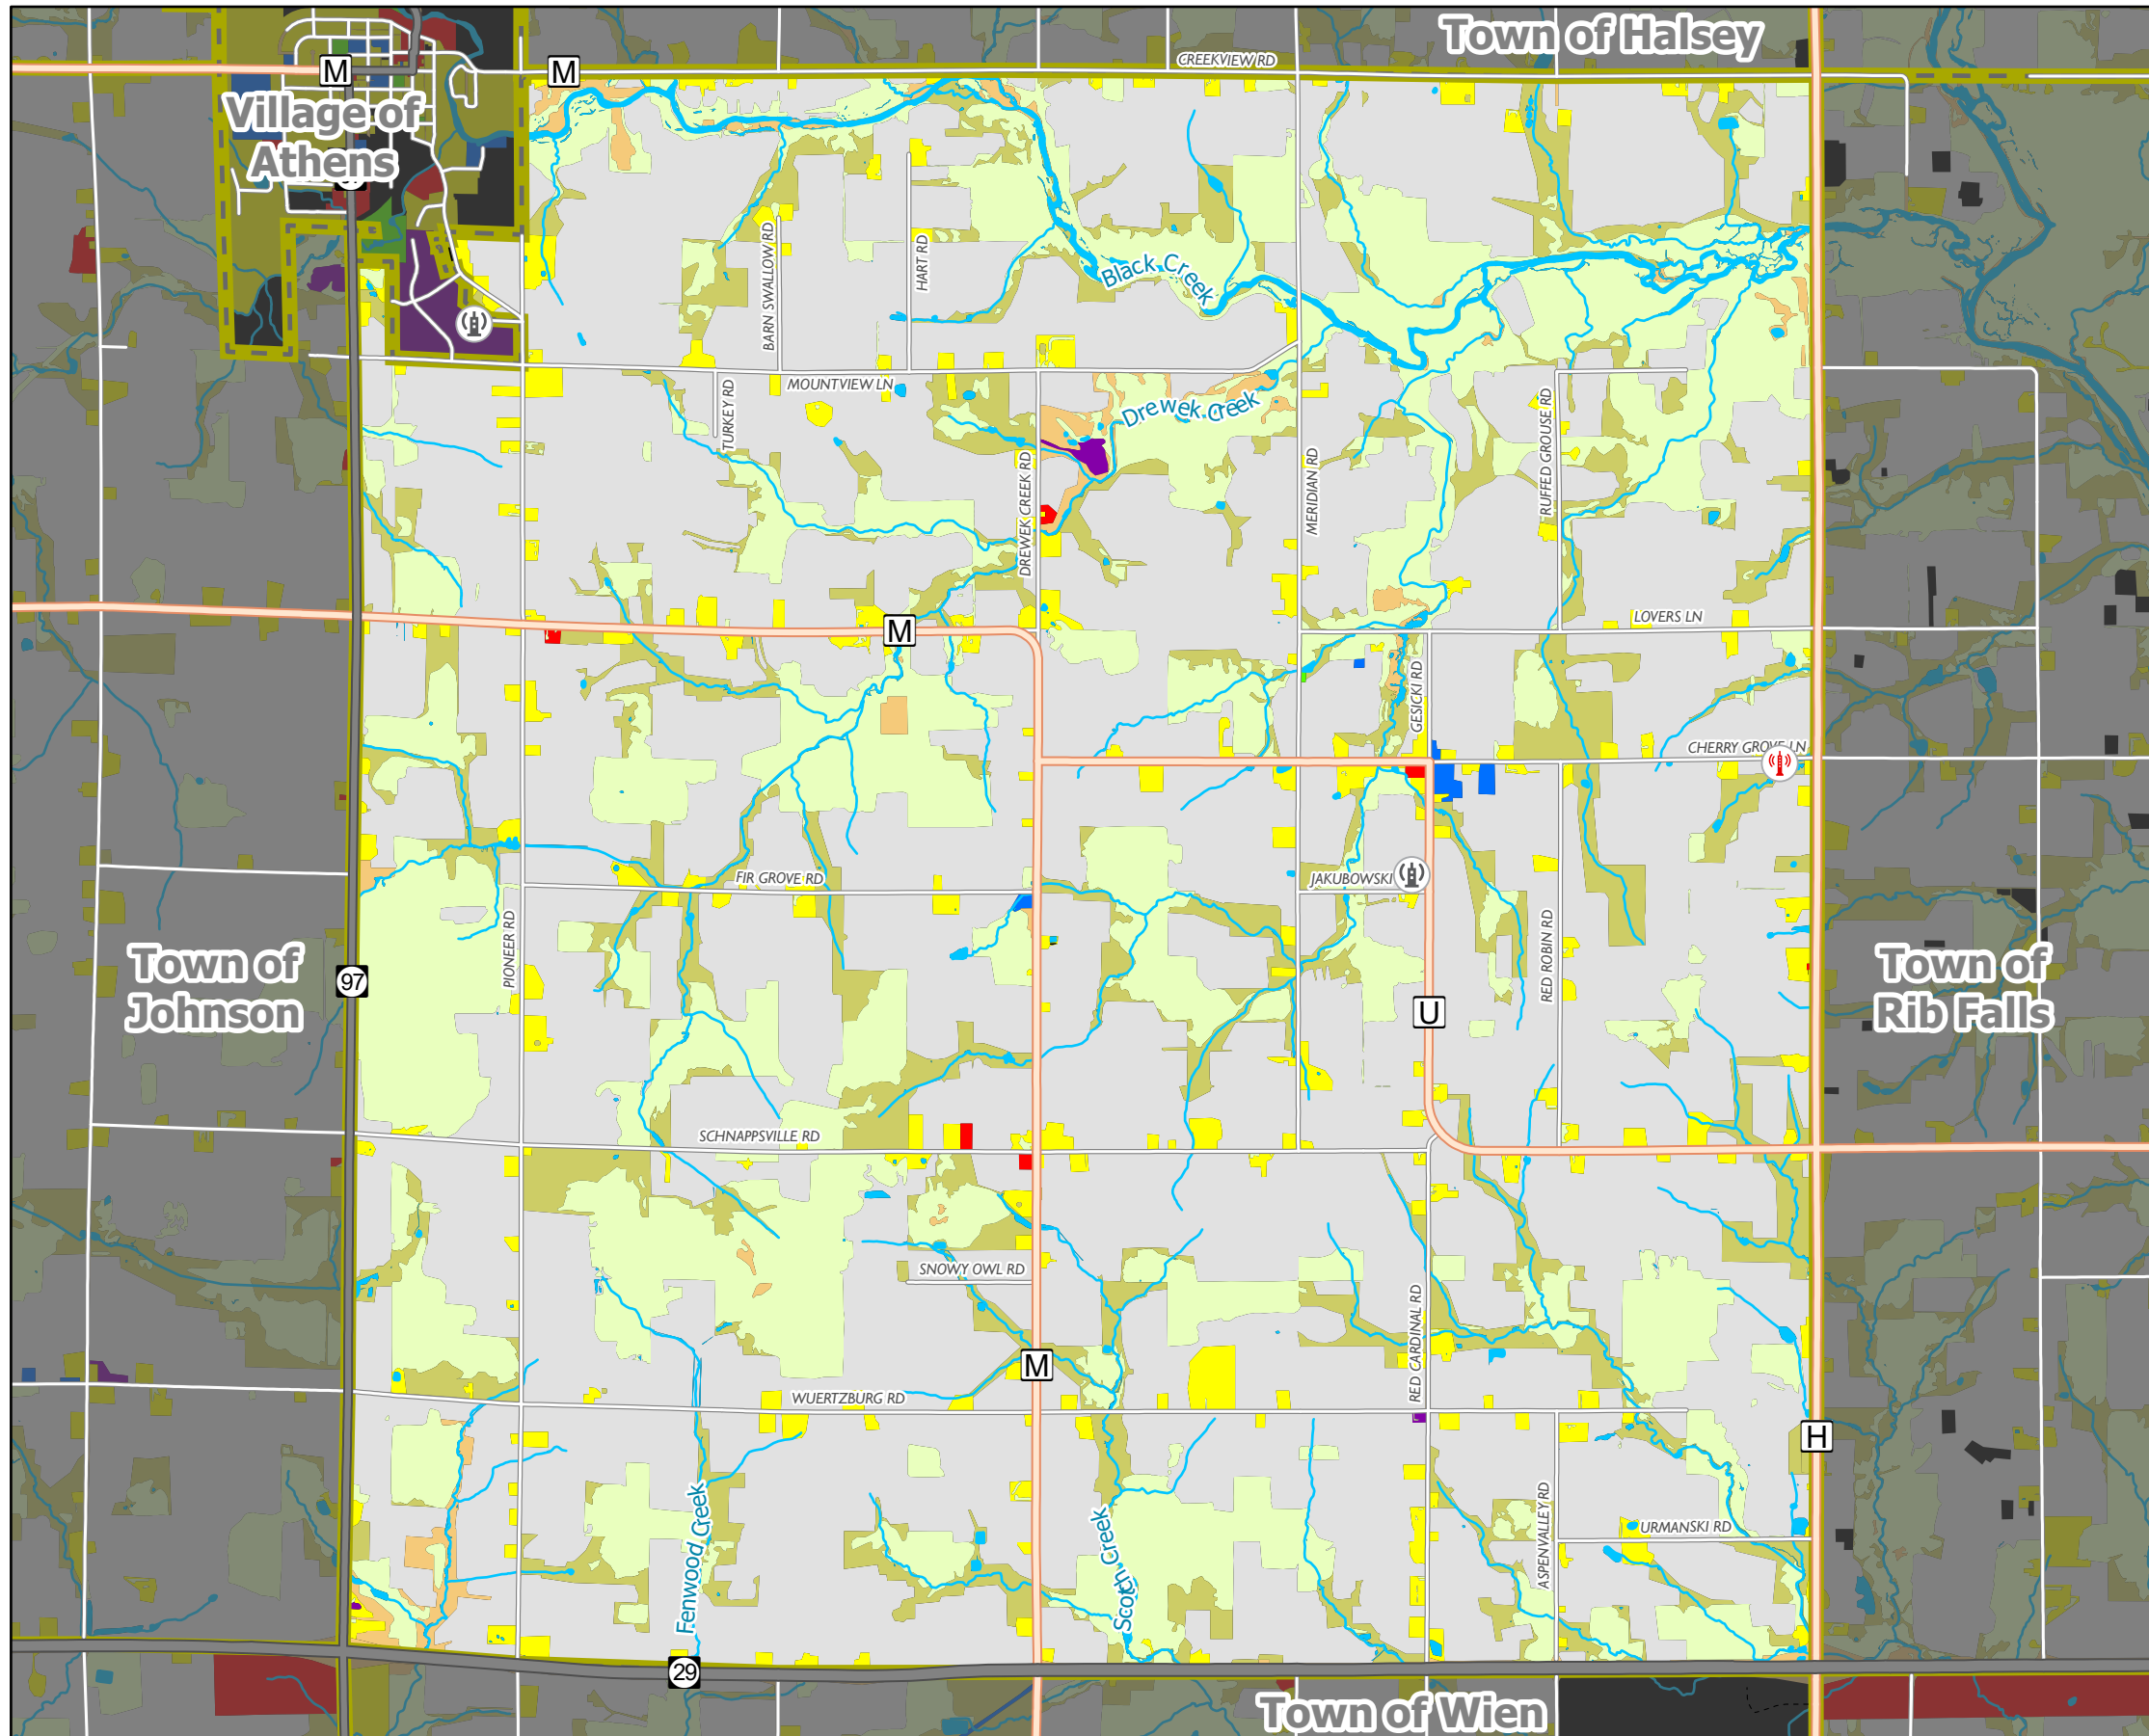 Town of Halsey
CREEKVIEW RD
M
M
Village of
Athens
BARN SWALLOW RD
HART RD
Black Creek
MOUNTVIEW LN
TURKEY RD
Drewek Creek
DREWEK CREEK RD
MERIDIAN RD
RUFFED GROUSE RD
LOVERS LN
M
GESICKI RD
CHERRY GROVE LN
FIR GROVE RD
JAKUBOWSKI
PIONEER RD
RED ROBIN RD
Town of
Johnson
97
Town of
Rib Falls
U
SCHNAPPSVILLE RD
SNOWY OWL RD
RED CARDINAL RD
M
WUERTZBURG RD
H
Fenwood Creek
Scotch Creek
ASPENVALLEY RD
URMANSKI RD
29
Town of Wien